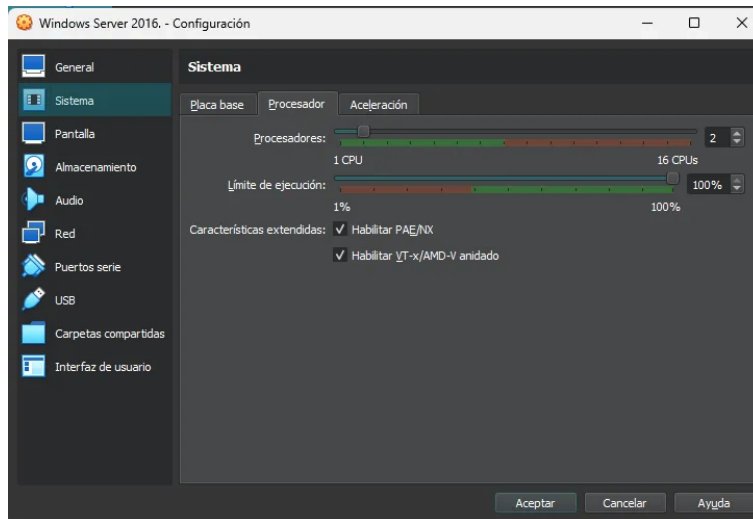 Windows Server 2016. - Configuración
General
Sistema
Pantalla
Almacenamiento
Audio
Red
Puertos serie
USB
Carpetas compartidas
Interfaz de usuario
Sistema
Placa base Procesador Aceleración
Procesadores: 2
1 CPU 16 CPUs
Límite de ejecución: 100%
1% 100%
Características extendidas: Habilitar PAE/NX
Habilitar VT-x/AMD-V anidado
Aceptar Cancelar Ayuda